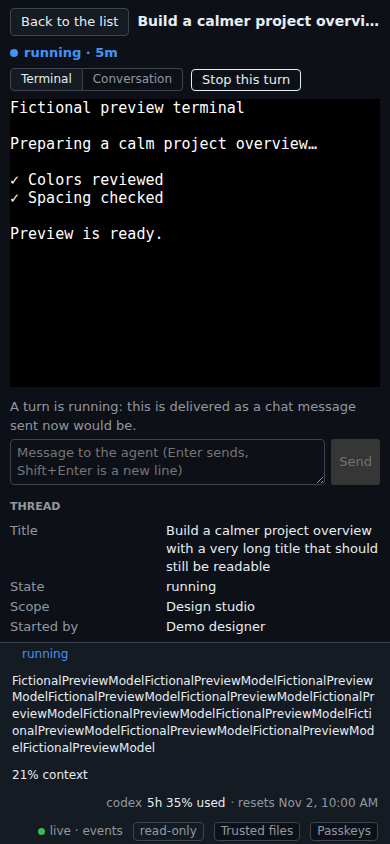 Back to the list Build a calmer project overvi…
running · 5m
Terminal Conversation Stop this turn
Fictional preview terminal
Preparing a calm project overview…
✓ Colors reviewed
✓ Spacing checked
Preview is ready.
A turn is running: this is delivered as a chat message
sent now would be.
Message to the agent (Enter sends,
Shift+Enter is a new line)
Send
THREAD
Title Build a calmer project overview
with a very long title that should
still be readable
State running
Scope Design studio
Started by Demo designer
running
FictionalPreviewModelFictionalPreviewModelFictionalPreview
ModelFictionalPreviewModelFictionalPreviewModelFictionalPr
eviewModelFictionalPreviewModelFictionalPreviewModelFicti
onalPreviewModelFictionalPreviewModelFictionalPreviewMod
elFictionalPreviewModel
21% context
codex 5h 35% used · resets Nov 2, 10:00 AM
live · events read-only Trusted files Passkeys